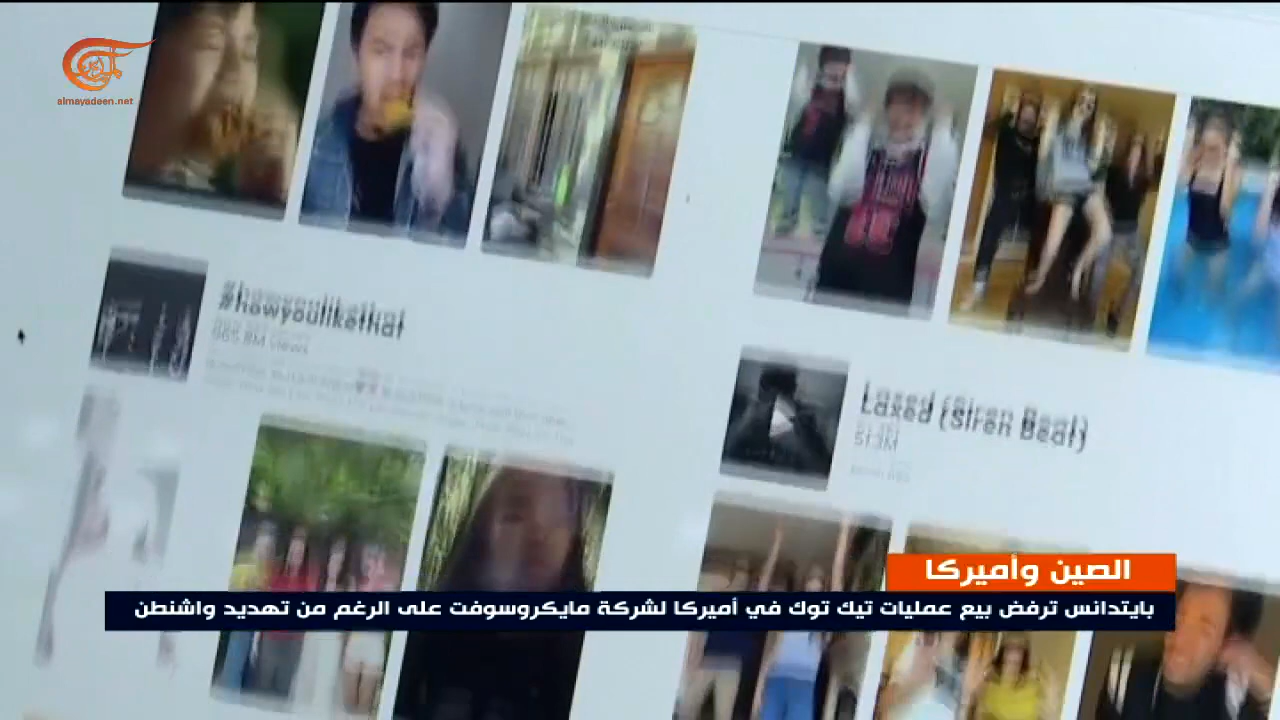 almayadeen.net
#howyoulikethat
965.8M views
Laxed (Siren Beat)
51.3M
الصين وأميركا
بايتدانس ترفض بيع عمليات تيك توك في أميركا لشركة مايكروسوفت على الرغم من تهديد واشنطن